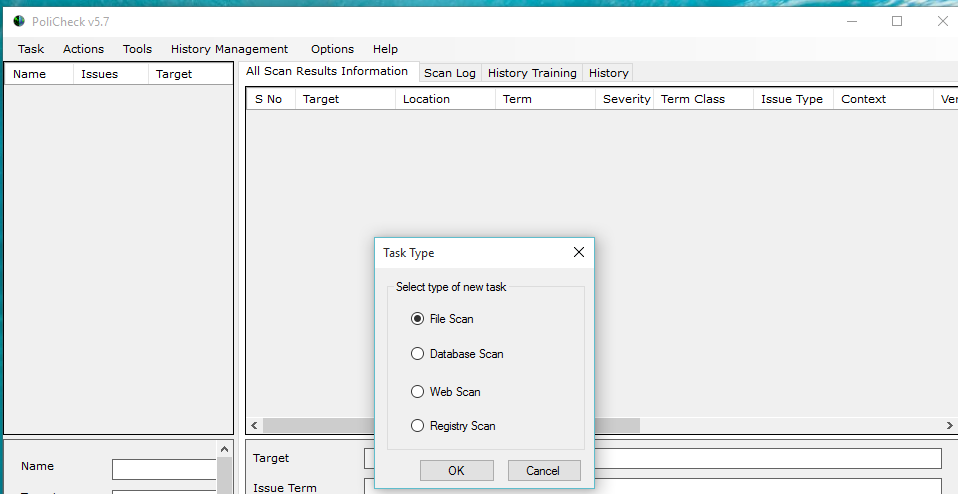 PoliCheck v5.7
Task Actions Tools History Management Options Help
Name Issues Target
All Scan Results Information Scan Log History Training History
S No Target Location Term Severity Term Class Issue Type Context
Task Type
Select type of new task
File Scan
Database Scan
Web Scan
Registry Scan
OK Cancel
Name
Target
Issue Term